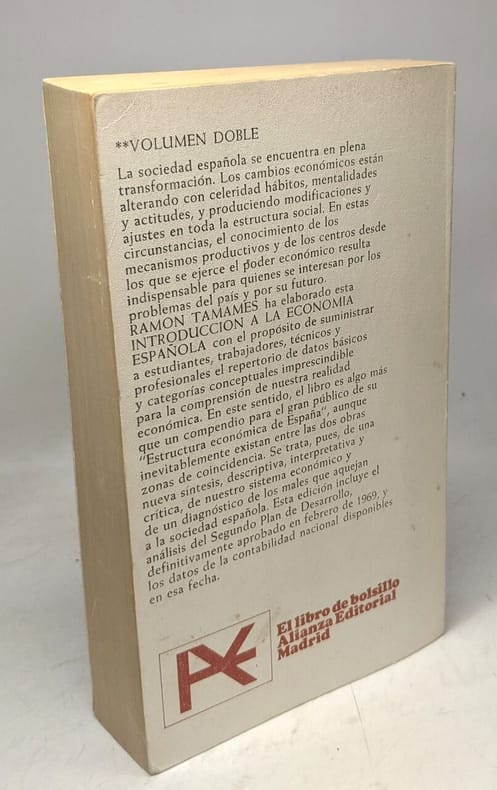 **VOLUMEN DOBLE
La sociedad española se encuentra en plena
transformación. Los cambios económicos están
alterando con celeridad hábitos, mentalidades
y actitudes, y produciendo modificaciones y
ajustes en toda la estructura social. En estas
circunstancias, el conocimiento de los
mecanismos productivos y de los centros desde
los que se ejerce el poder económico resulta
indispensable para quienes se interesan por los
problemas del país y por su futuro.
RAMON TAMAMES ha elaborado esta
INTRODUCCION A LA ECONOMIA
ESPAÑOLA con el propósito de suministrar
a estudiantes, trabajadores, técnicos y
profesionales el repertorio de datos básicos
y categorías conceptuales imprescindible
para la comprensión de nuestra realidad
económica. En este sentido, el libro es algo más
que un compendio para el gran público de su
"Estructura económica de España", aunque
inevitablemente existan entre las dos obras
zonas de coincidencia. Se trata, pues, de una
nueva síntesis, descriptiva, interpretativa y
crítica, de nuestro sistema económico y
de un diagnóstico de los males que aquejan
a la sociedad española. Esta edición incluye el
análisis del Segundo Plan de Desarrollo,
definitivamente aprobado en febrero de 1969, y
los datos de la contabilidad nacional disponibles
en esa fecha.
El libro de bolsillo
Alianza Editorial
Madrid